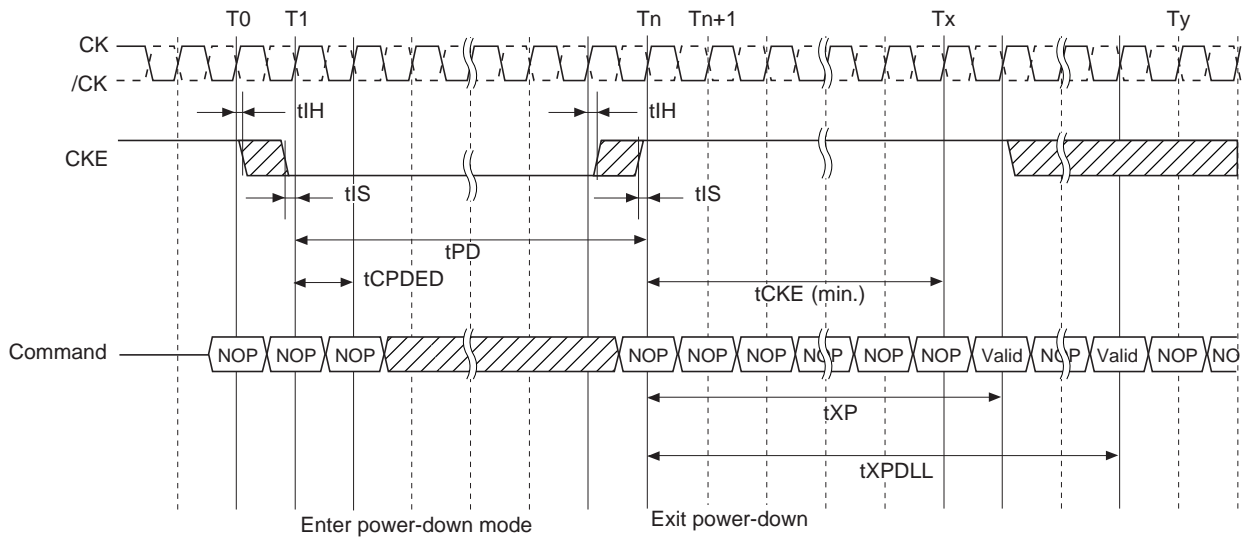 T0 T1 Tn Tn+1 Tx Ty
CK
/CK
tIH tIH
CKE
tIS tIS
tPD
tCPDED
tCKE (min.)
Command NOP NOP NOP NOP NOP NOP NOP NOP NOP Valid NOP Valid NOP NO
tXP
tXPDLL
Enter power-down mode Exit power-down